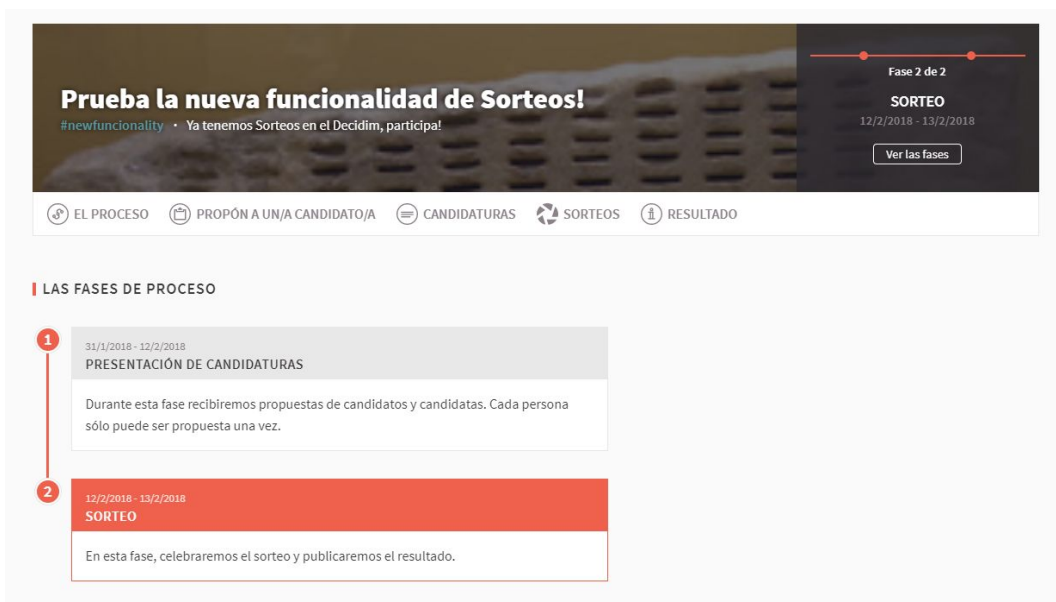 Prueba la nueva funcionalidad de Sorteos!
#newfuncionality · Ya tenemos Sorteos en el Decidim, participa!
Fase 2 de 2
SORTEO
12/2/2018 - 13/2/2018
Ver las fases
EL PROCESO PROPÓN A UN/A CANDIDATO/A CANDIDATURAS SORTEOS RESULTADO
LAS FASES DE PROCESO
1
31/1/2018 - 12/2/2018
PRESENTACIÓN DE CANDIDATURAS
Durante esta fase recibiremos propuestas de candidatos y candidatas. Cada persona
sólo puede ser propuesta una vez.
2
12/2/2018 - 13/2/2018
SORTEO
En esta fase, celebraremos el sorteo y publicaremos el resultado.